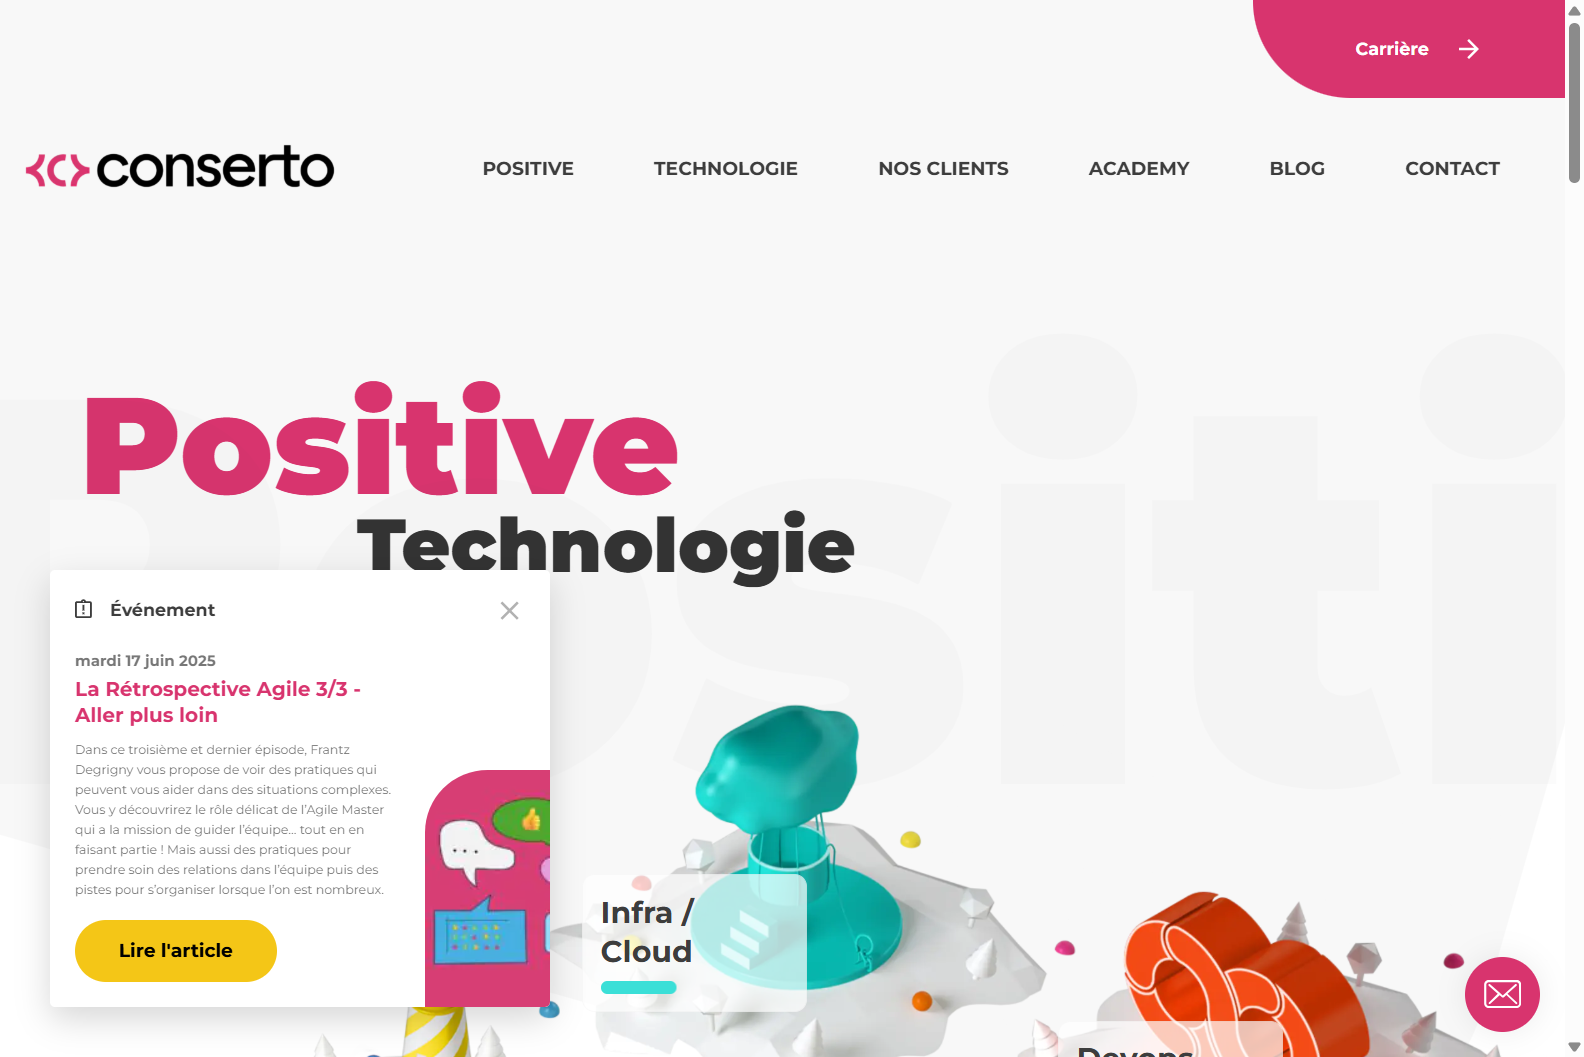 Carrière
conserto
POSITIVE
TECHNOLOGIE
NOS CLIENTS
ACADEMY
BLOG
CONTACT
Positi
Positive
Technologie
Événement
mardi 17 juin 2025
La Rétrospective Agile 3/3 -
Aller plus loin
Dans ce troisième et dernier épisode, Frantz
Degrigny vous propose de voir des pratiques qui
peuvent vous aider dans des situations complexes.
Vous y découvrirez le rôle délicat de l’Agile Master
qui a la mission de guider l’équipe... tout en en
faisant partie ! Mais aussi des pratiques pour
prendre soin des relations dans l’équipe puis des
pistes pour s’organiser lorsque l’on est nombreux.
Lire l'article
Infra /
Cloud
Devops